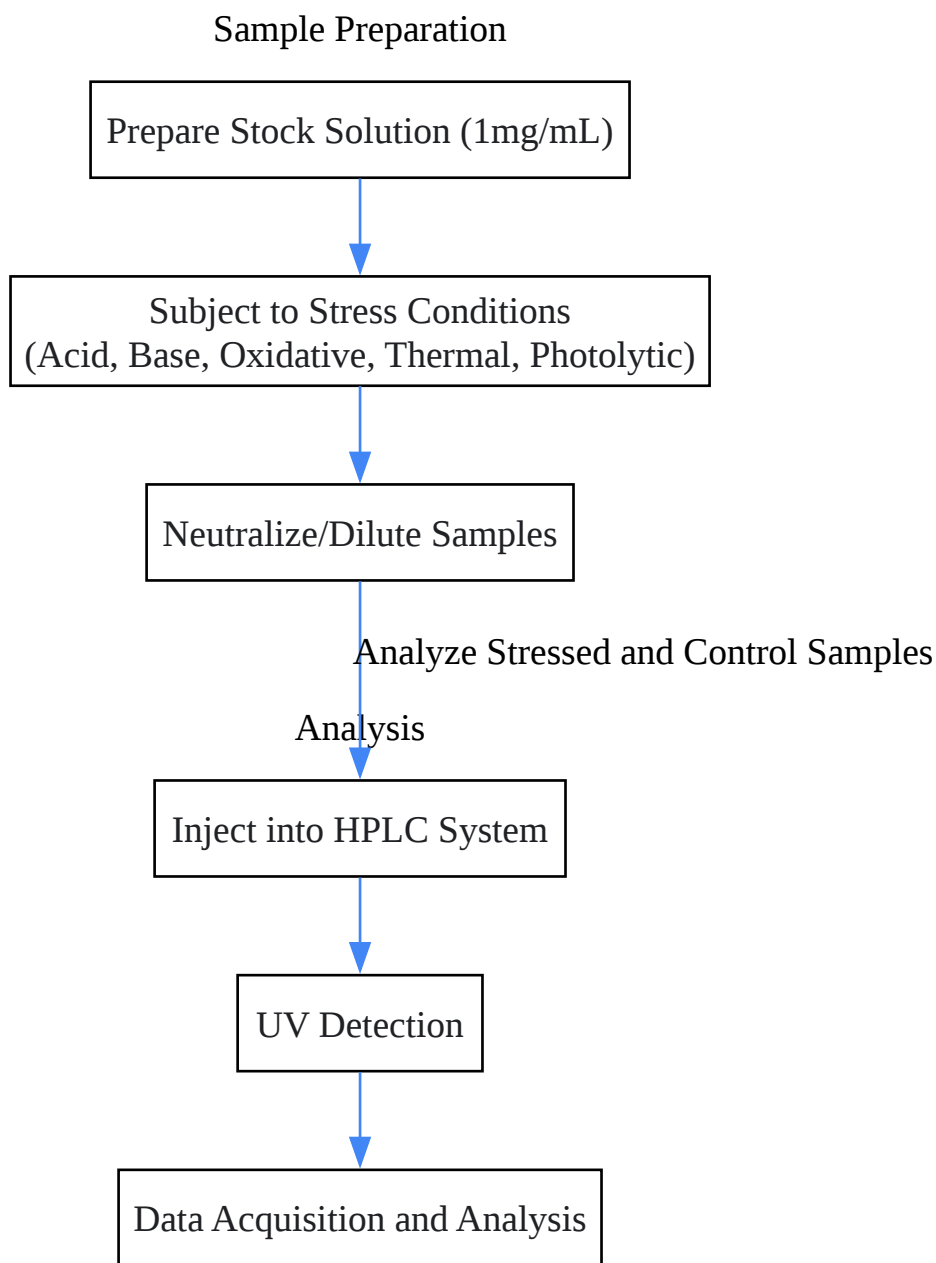 Sample Preparation
Prepare Stock Solution (1mg/mL)
Subject to Stress Conditions
(Acid, Base, Oxidative, Thermal, Photolytic)
Neutralize/Dilute Samples
Analyze Stressed and Control Samples
Analysis
Inject into HPLC System
UV Detection
Data Acquisition and Analysis